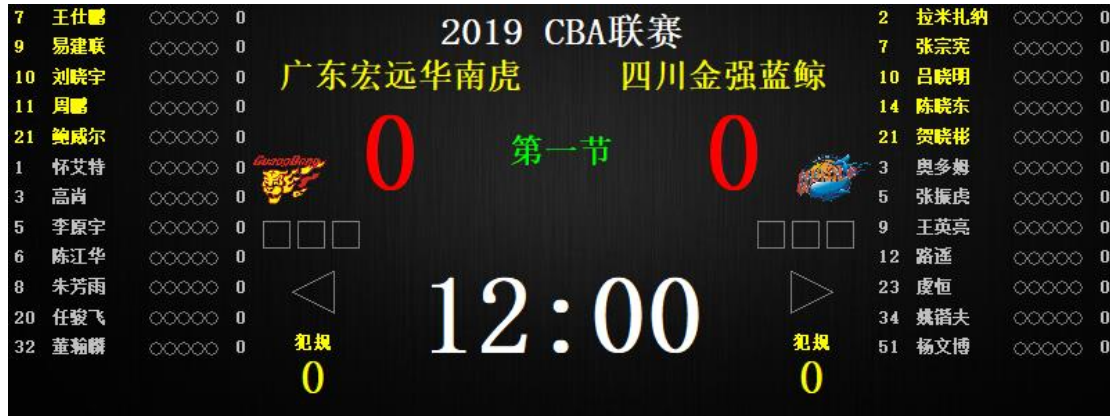 2019 CBA联赛
广东宏远华南虎 四川金强蓝鲸
0 第一节 0
12:00
犯规 犯规
0 0
7 王仕鹏 0
9 易建联 0
10 刘晓宇 0
11 周鹏 0
21 鲍威尔 0
1 怀艾特 0
3 高尚 0
5 李原宇 0
6 陈江华 0
8 朱芳雨 0
20 任骏飞 0
32 董瀚麟 0
2 拉米扎纳 0
7 张宗宪 0
10 吕晓明 0
14 陈晓东 0
21 贺晓彬 0
3 奥多姆 0
5 张振虎 0
9 王英亮 0
12 路遥 0
23 虞恒 0
34 0
51 杨文博 0
GuangDong